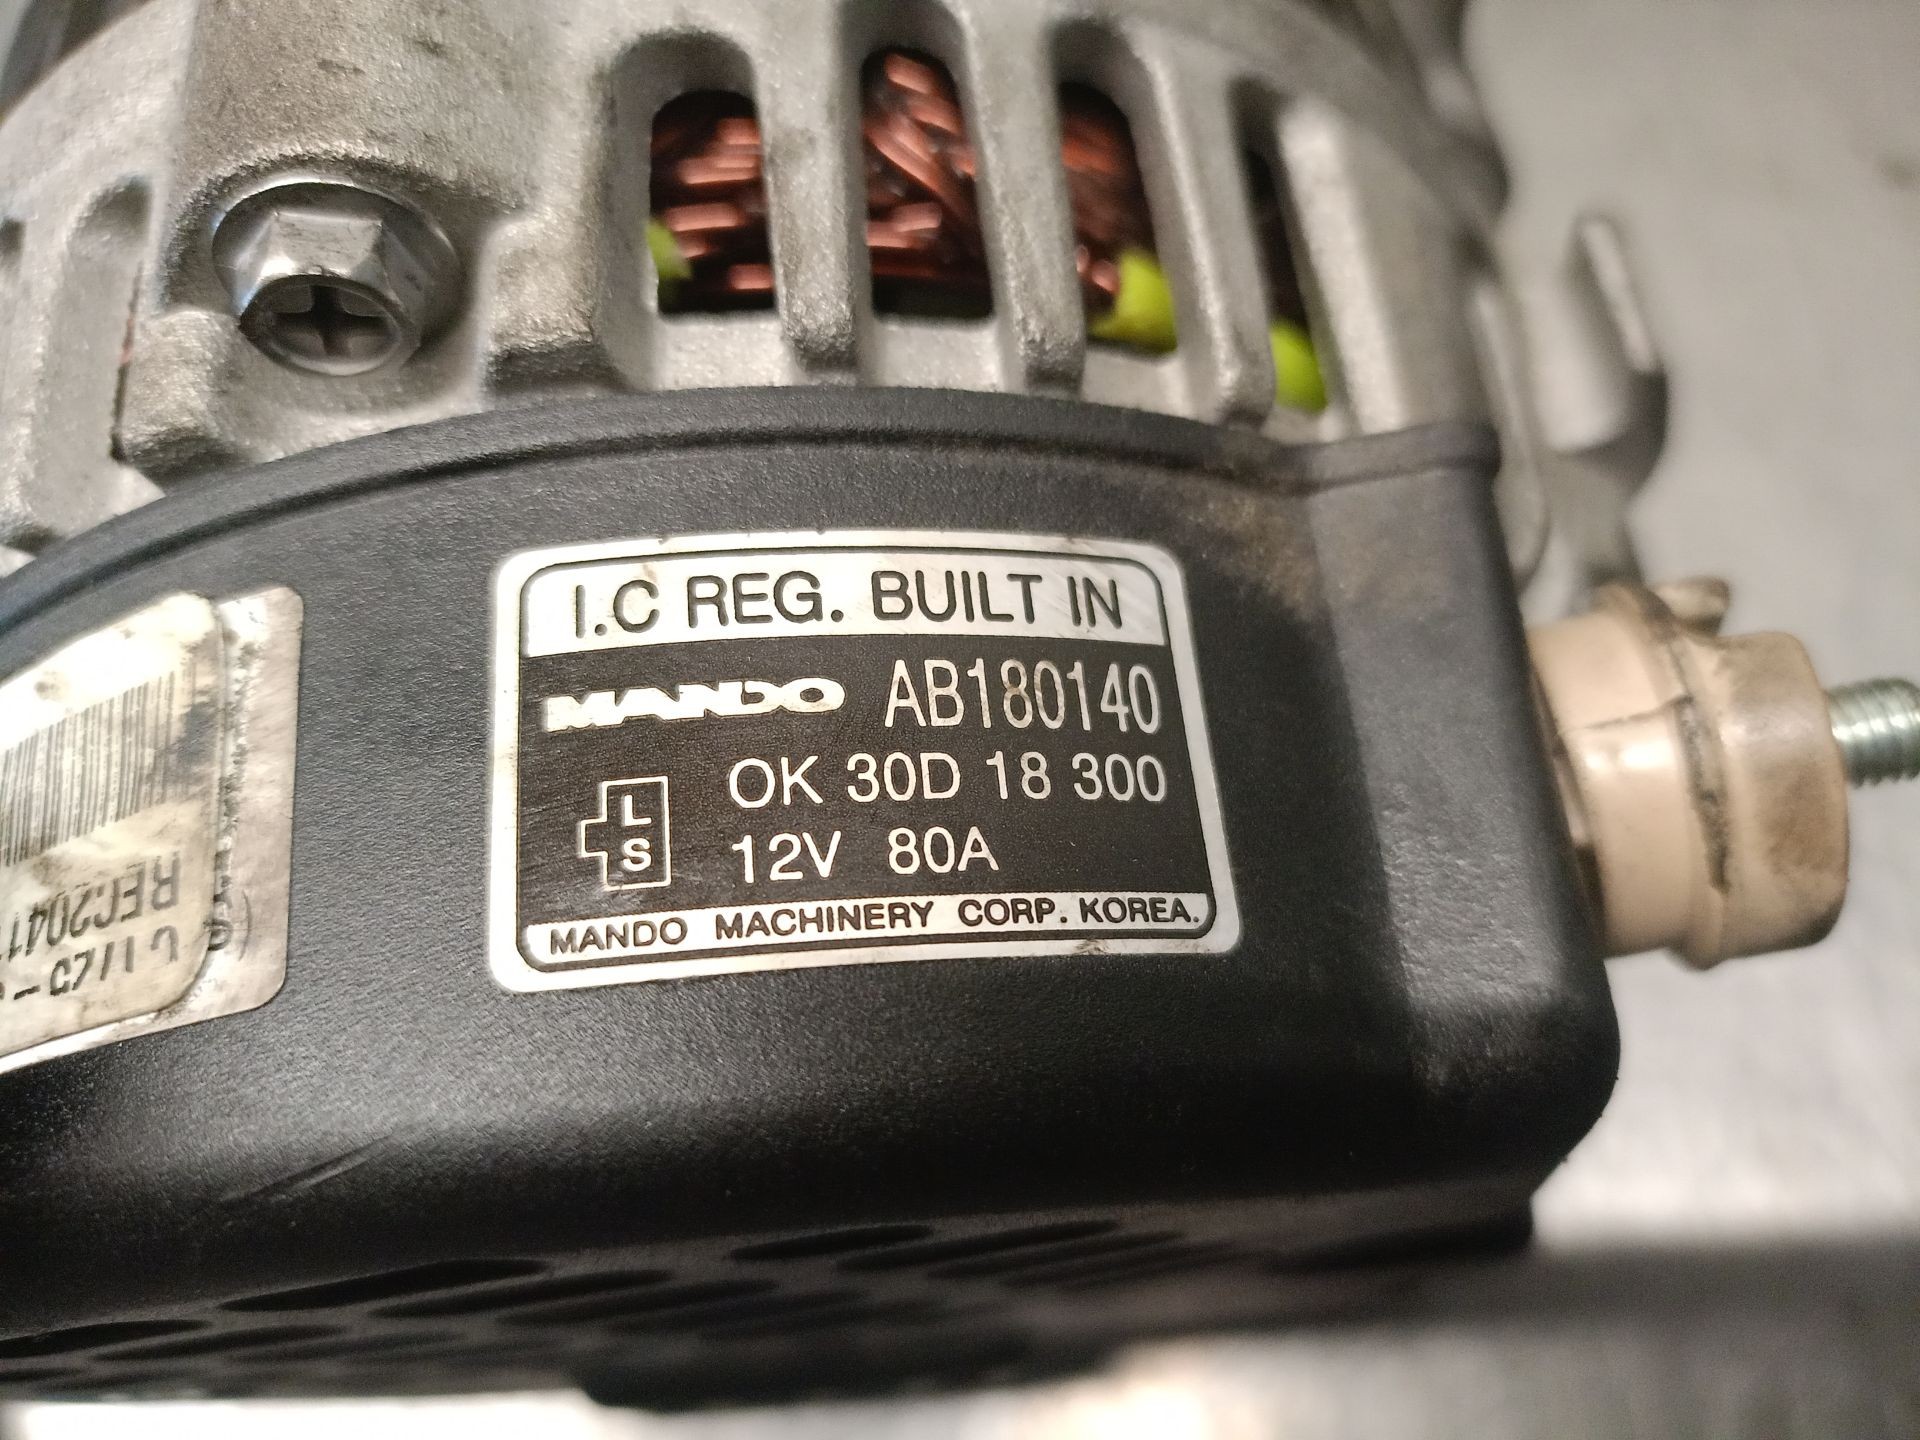 I.C REG. BUILT IN
MANDO AB180140
OK 30D 18 300
L
S
12V 80A
MANDO MACHINERY CORP. KOREA.